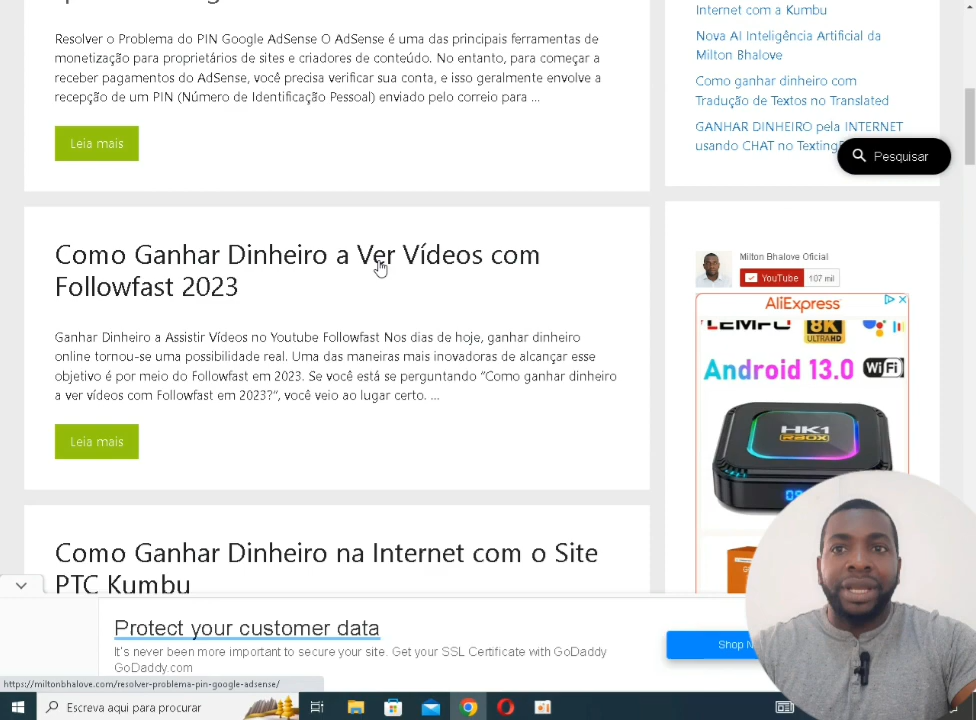 Resolver o Problema do PIN Google AdSense O AdSense é uma das principais ferramentas de
monetização para proprietários de sites e criadores de conteúdo. No entanto, para começar a
receber pagamentos do AdSense, você precisa verificar sua conta, e isso geralmente envolve a
recepção de um PIN (Número de Identificação Pessoal) enviado pelo correio para ...
Leia mais
Como Ganhar Dinheiro a Ver Vídeos com
Followfast 2023
Ganhar Dinheiro a Assistir Vídeos no Youtube Followfast Nos dias de hoje, ganhar dinheiro
online tornou-se uma possibilidade real. Uma das maneiras mais inovadoras de alcançar esse
objetivo é por meio do Followfast em 2023. Se você está se perguntando “Como ganhar dinheiro
a ver vídeos com Followfast em 2023?”, você veio ao lugar certo. ...
Leia mais
Como Ganhar Dinheiro na Internet com o Site
PTC Kumbu
Internet com a Kumbu
Nova AI Inteligência Artificial da
Milton Bhalove
Como ganhar dinheiro com
Tradução de Textos no Translated
GANHAR DINHEIRO pela INTERNET
usando CHAT no
Pesquisar
Milton Bhalove Oficial
YouTube 107 mil
AliExpress
8K
ULTRAHD
Android 13.0 WiFi
HK1
RBOX
Protect your customer data
It's never been more important to secure your site. Get your SSL Certificate with GoDaddy
GoDaddy.com
Shop
https://miltonbhalove.com/resolver-problema-pin-google-adsense/
Escreva aqui para procurar